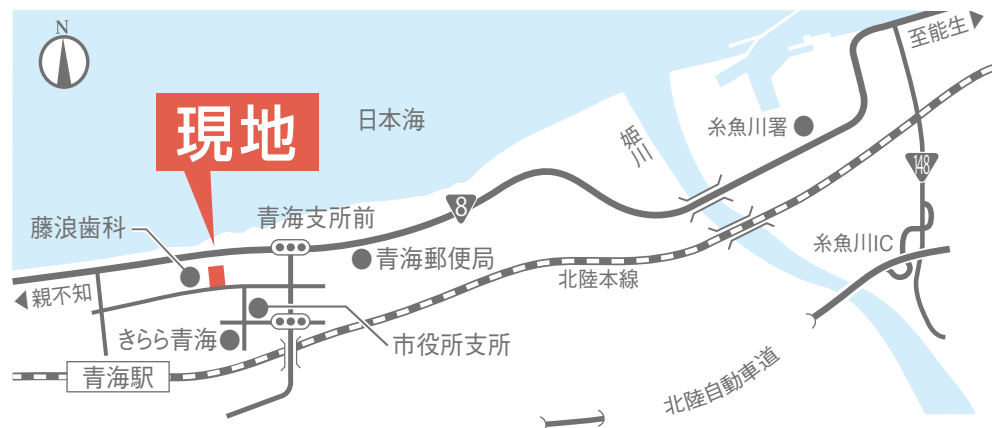 N
至能生
日本海
現地
姫川
糸魚川署
148
8
青海支所前
藤浪歯科
青海郵便局
糸魚川IC
北陸本線
親不知
きらら青海
市役所支所
青海駅
北陸自動車道